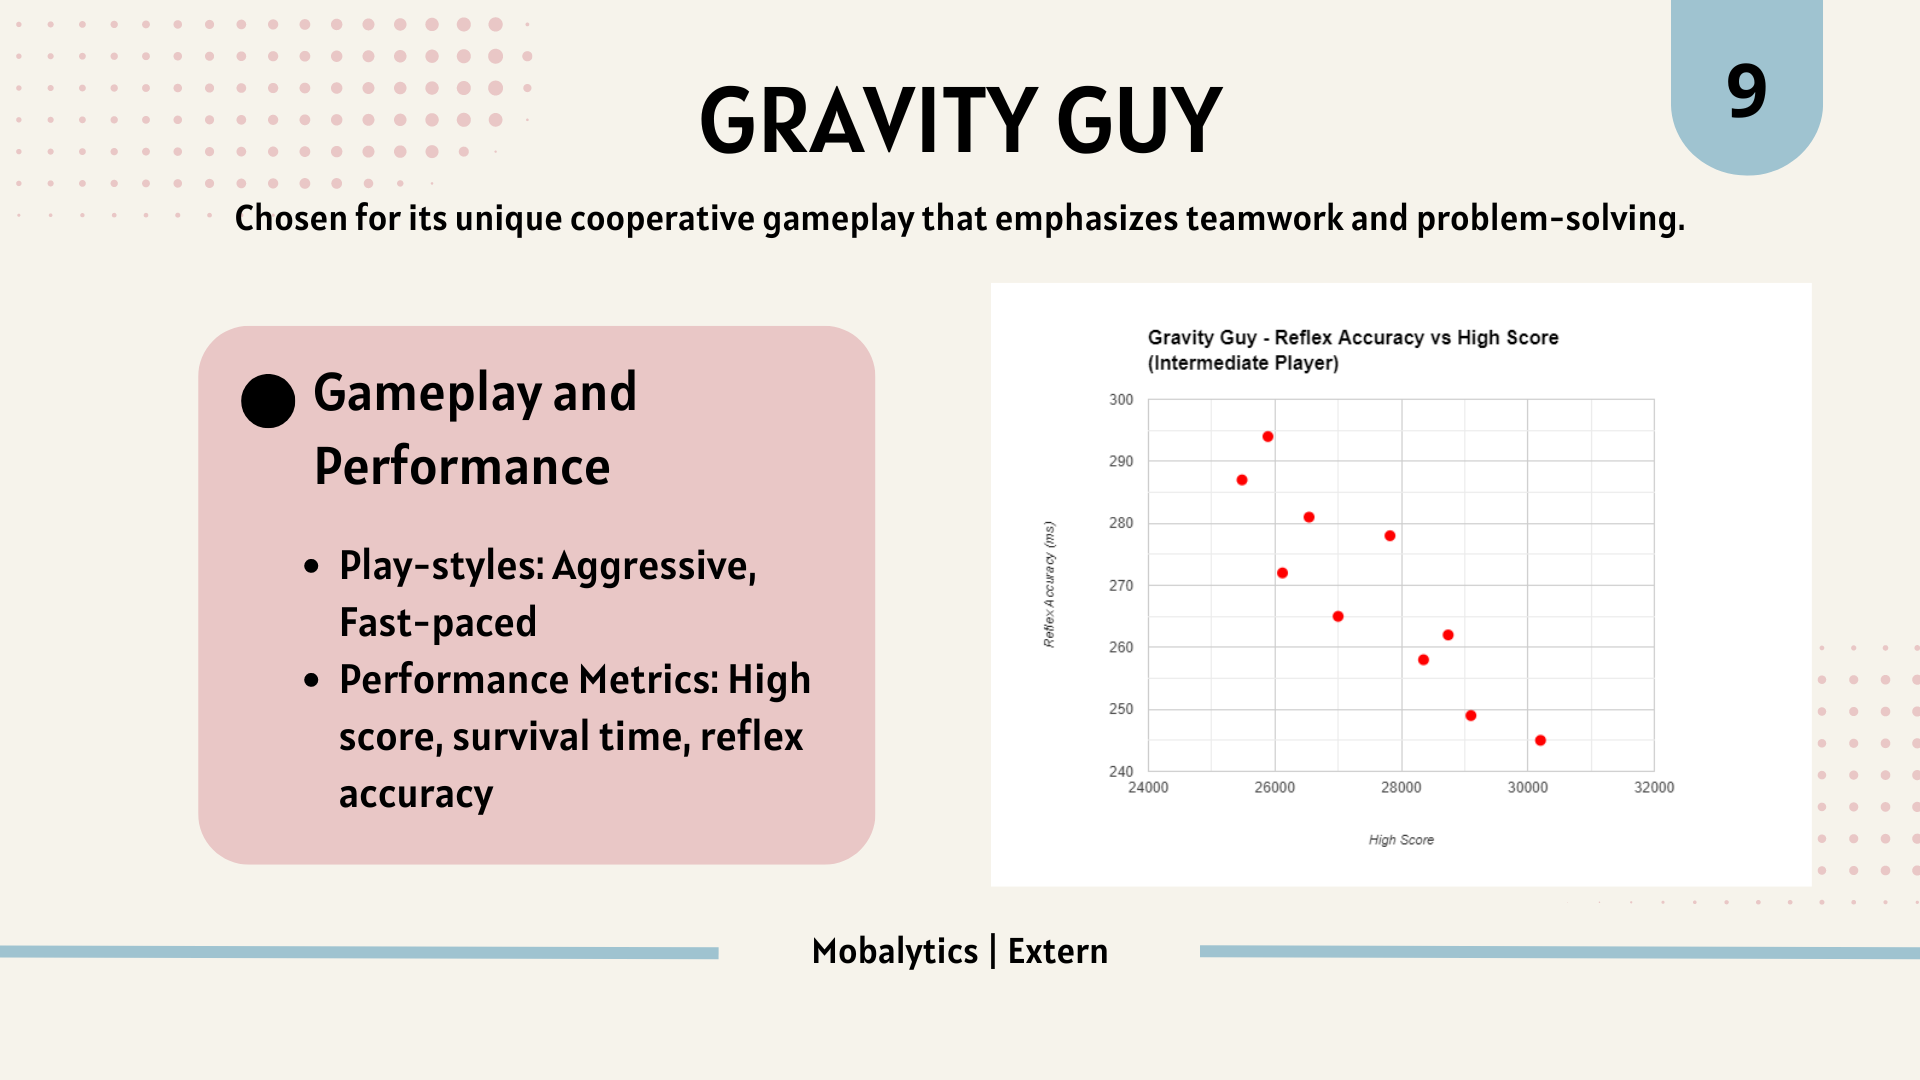 GRAVITY GUY
9
Chosen for its unique cooperative gameplay that emphasizes teamwork and problem-solving.
Gameplay and
Performance
• Play-styles: Aggressive,
Fast-paced
• Performance Metrics: High
score, survival time, reflex
accuracy
Gravity Guy - Reflex Accuracy vs High Score
(Intermediate Player)
Reflex Accuracy (ms)
300
290
280
270
260
250
240
24000 26000 28000 30000 32000
High Score
Mobalytics | Extern